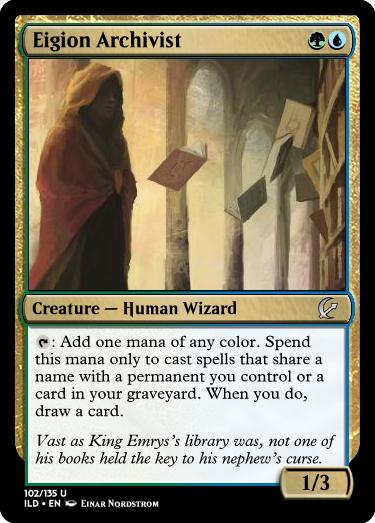 Eigion Archivist
Creature — Human Wizard
: Add one mana of any color. Spend
this mana only to cast spells that share a
name with a permanent you control or a
card in your graveyard. When you do,
draw a card.
Vast as King Emrys's library was, not one of
his books held the key to his nephew's curse.
1/3
102/135 U
ILD • EN Einar Nordstrom